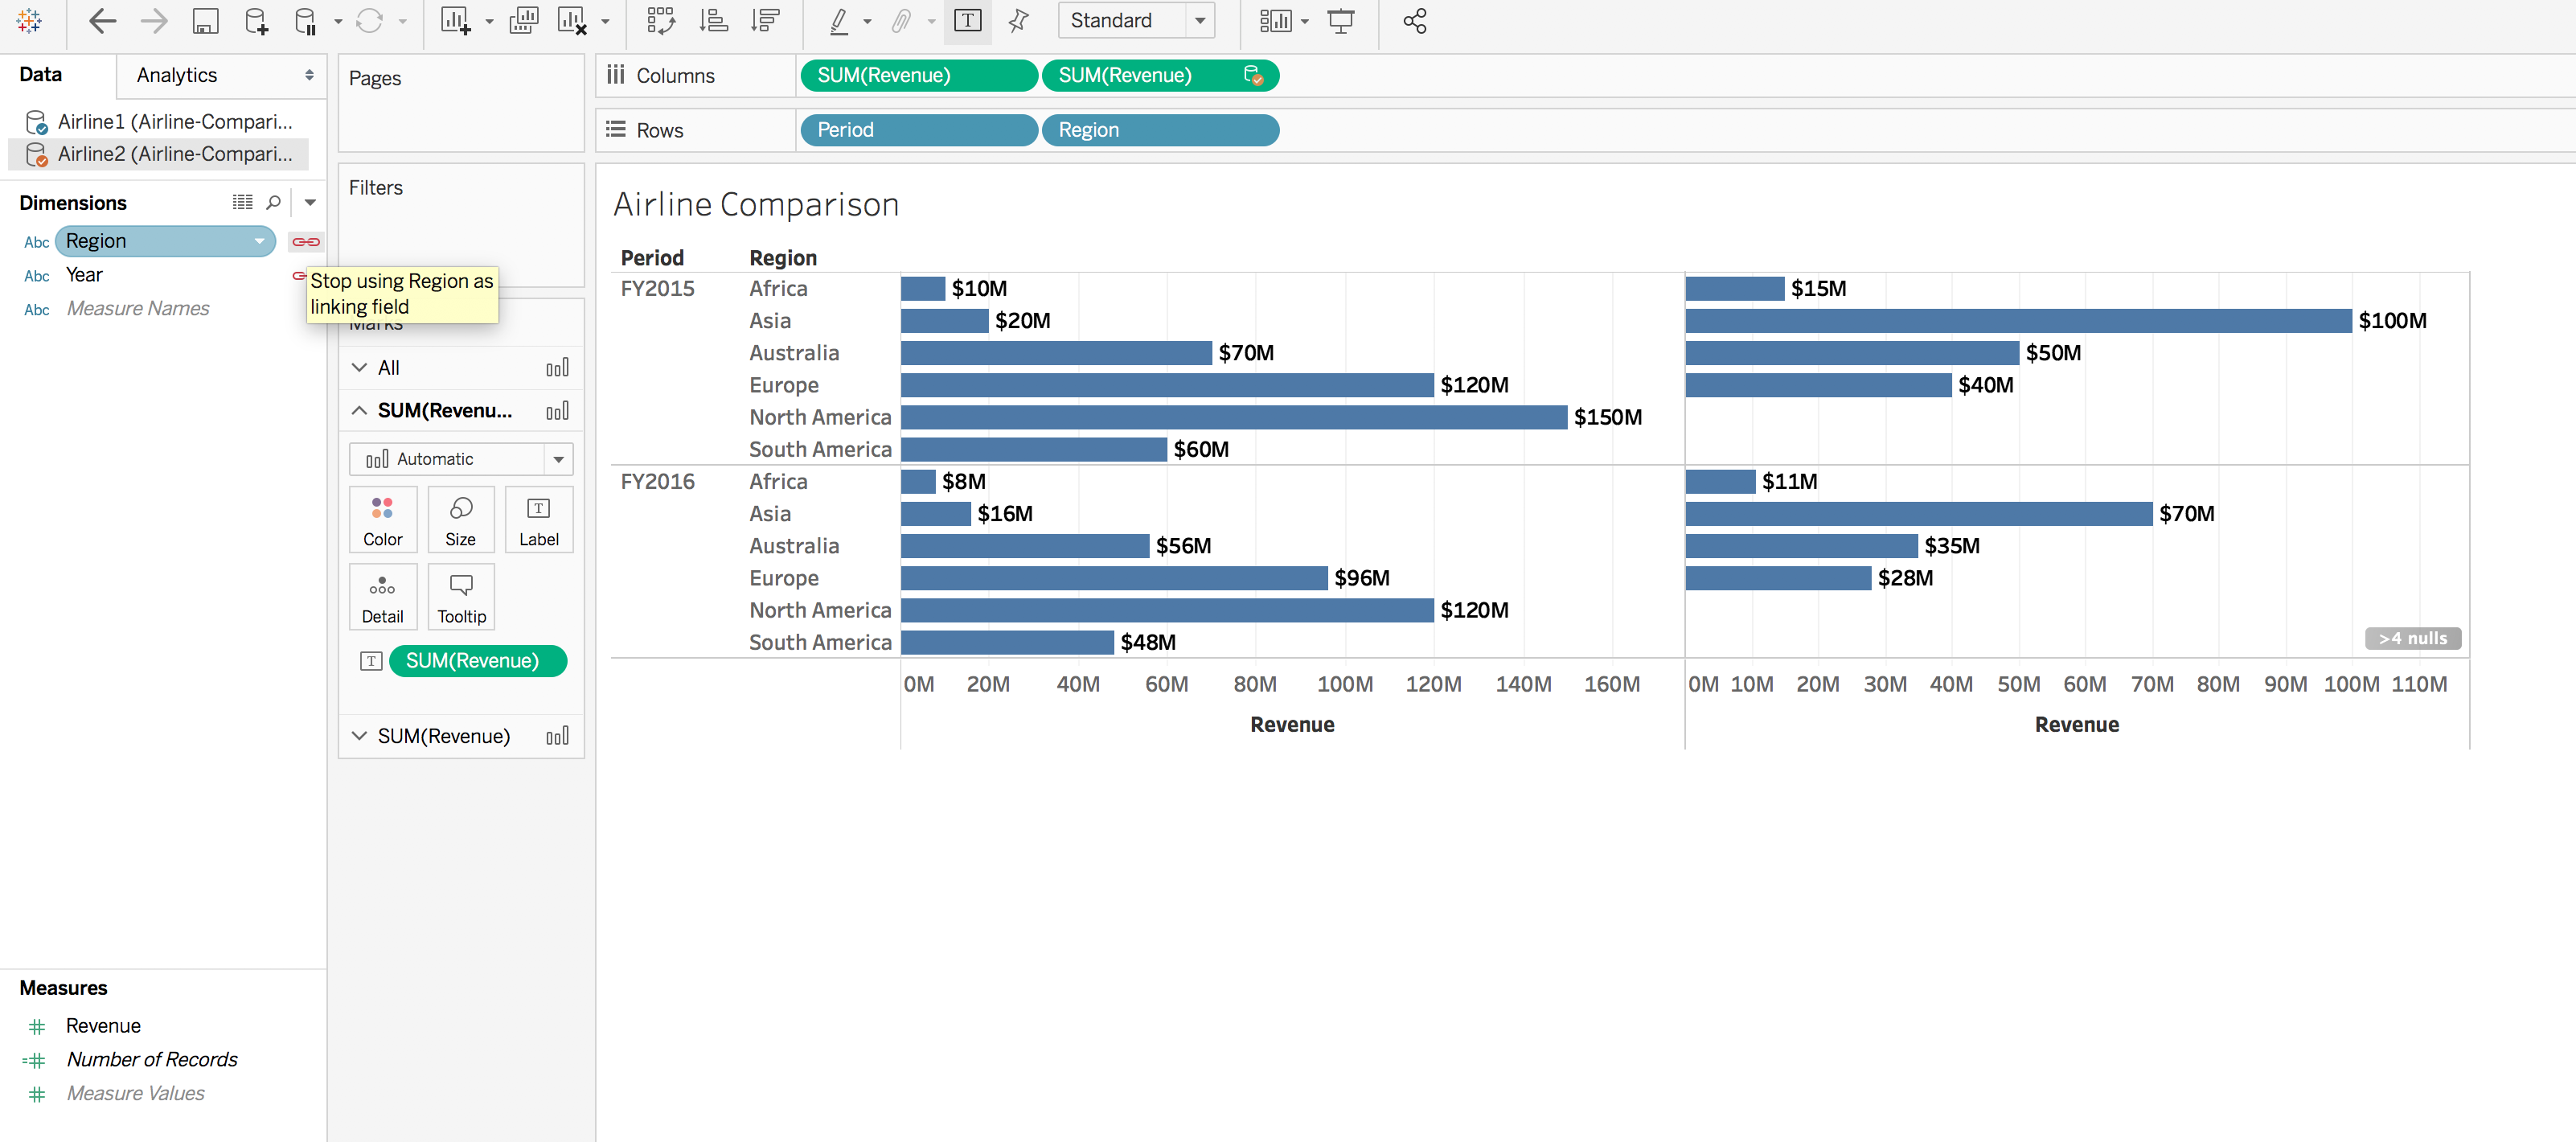 Standard
Data
Analytics
Airline1 (Airline-Compari...
Airline2 (Airline-Compari...
Dimensions
Abc Region
Abc Year
Abc Measure Names
Stop using Region as
linking field
Measures
Revenue
Number of Records
Measure Values
Pages
Filters
Marks
All
SUM(Revenu...
Automatic
Color Size Label
Detail Tooltip
SUM(Revenue)
SUM(Revenue)
Columns SUM(Revenue) SUM(Revenue)
Rows Period Region
Airline Comparison
Period Region
FY2015 Africa $10M $15M
Asia $20M $100M
Australia $70M $50M
Europe $120M $40M
North America $150M
South America $60M
FY2016 Africa $8M $11M
Asia $16M $70M
Australia $56M $35M
Europe $96M $28M
North America $120M
South America $48M >4 nulls
0M 20M 40M 60M 80M 100M 120M 140M 160M 0M 10M 20M 30M 40M 50M 60M 70M 80M 90M 100M 110M
Revenue Revenue